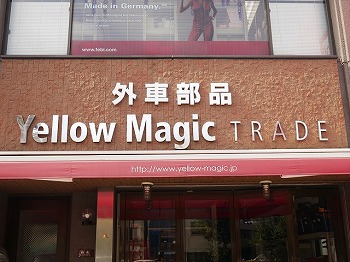 Made in Germany.
www.febi.com
外車部品
Yellow Magic TRADE
http://www.yellow-magic.jp